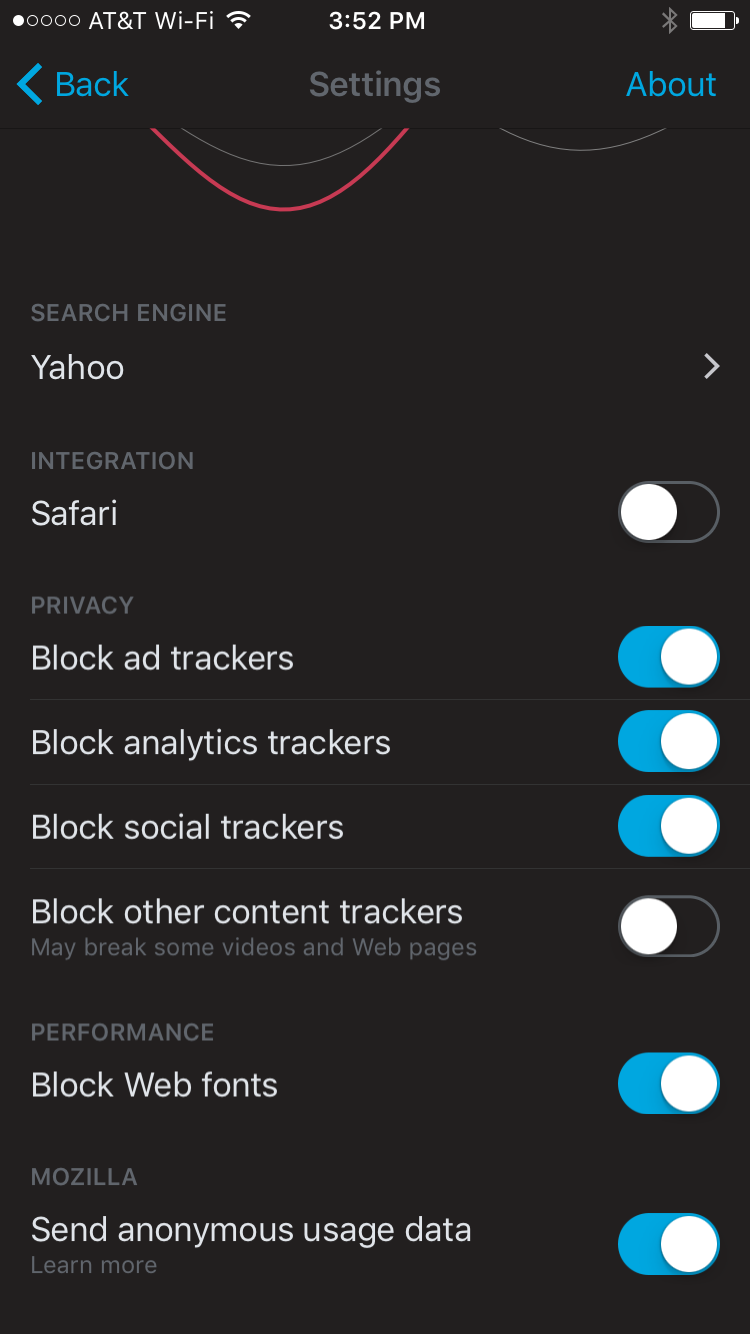 AT&T Wi-Fi 3:52 PM
Back Settings About
SEARCH ENGINE
Yahoo
INTEGRATION
Safari
PRIVACY
Block ad trackers
Block analytics trackers
Block social trackers
Block other content trackers
May break some videos and Web pages
PERFORMANCE
Block Web fonts
MOZILLA
Send anonymous usage data
Learn more